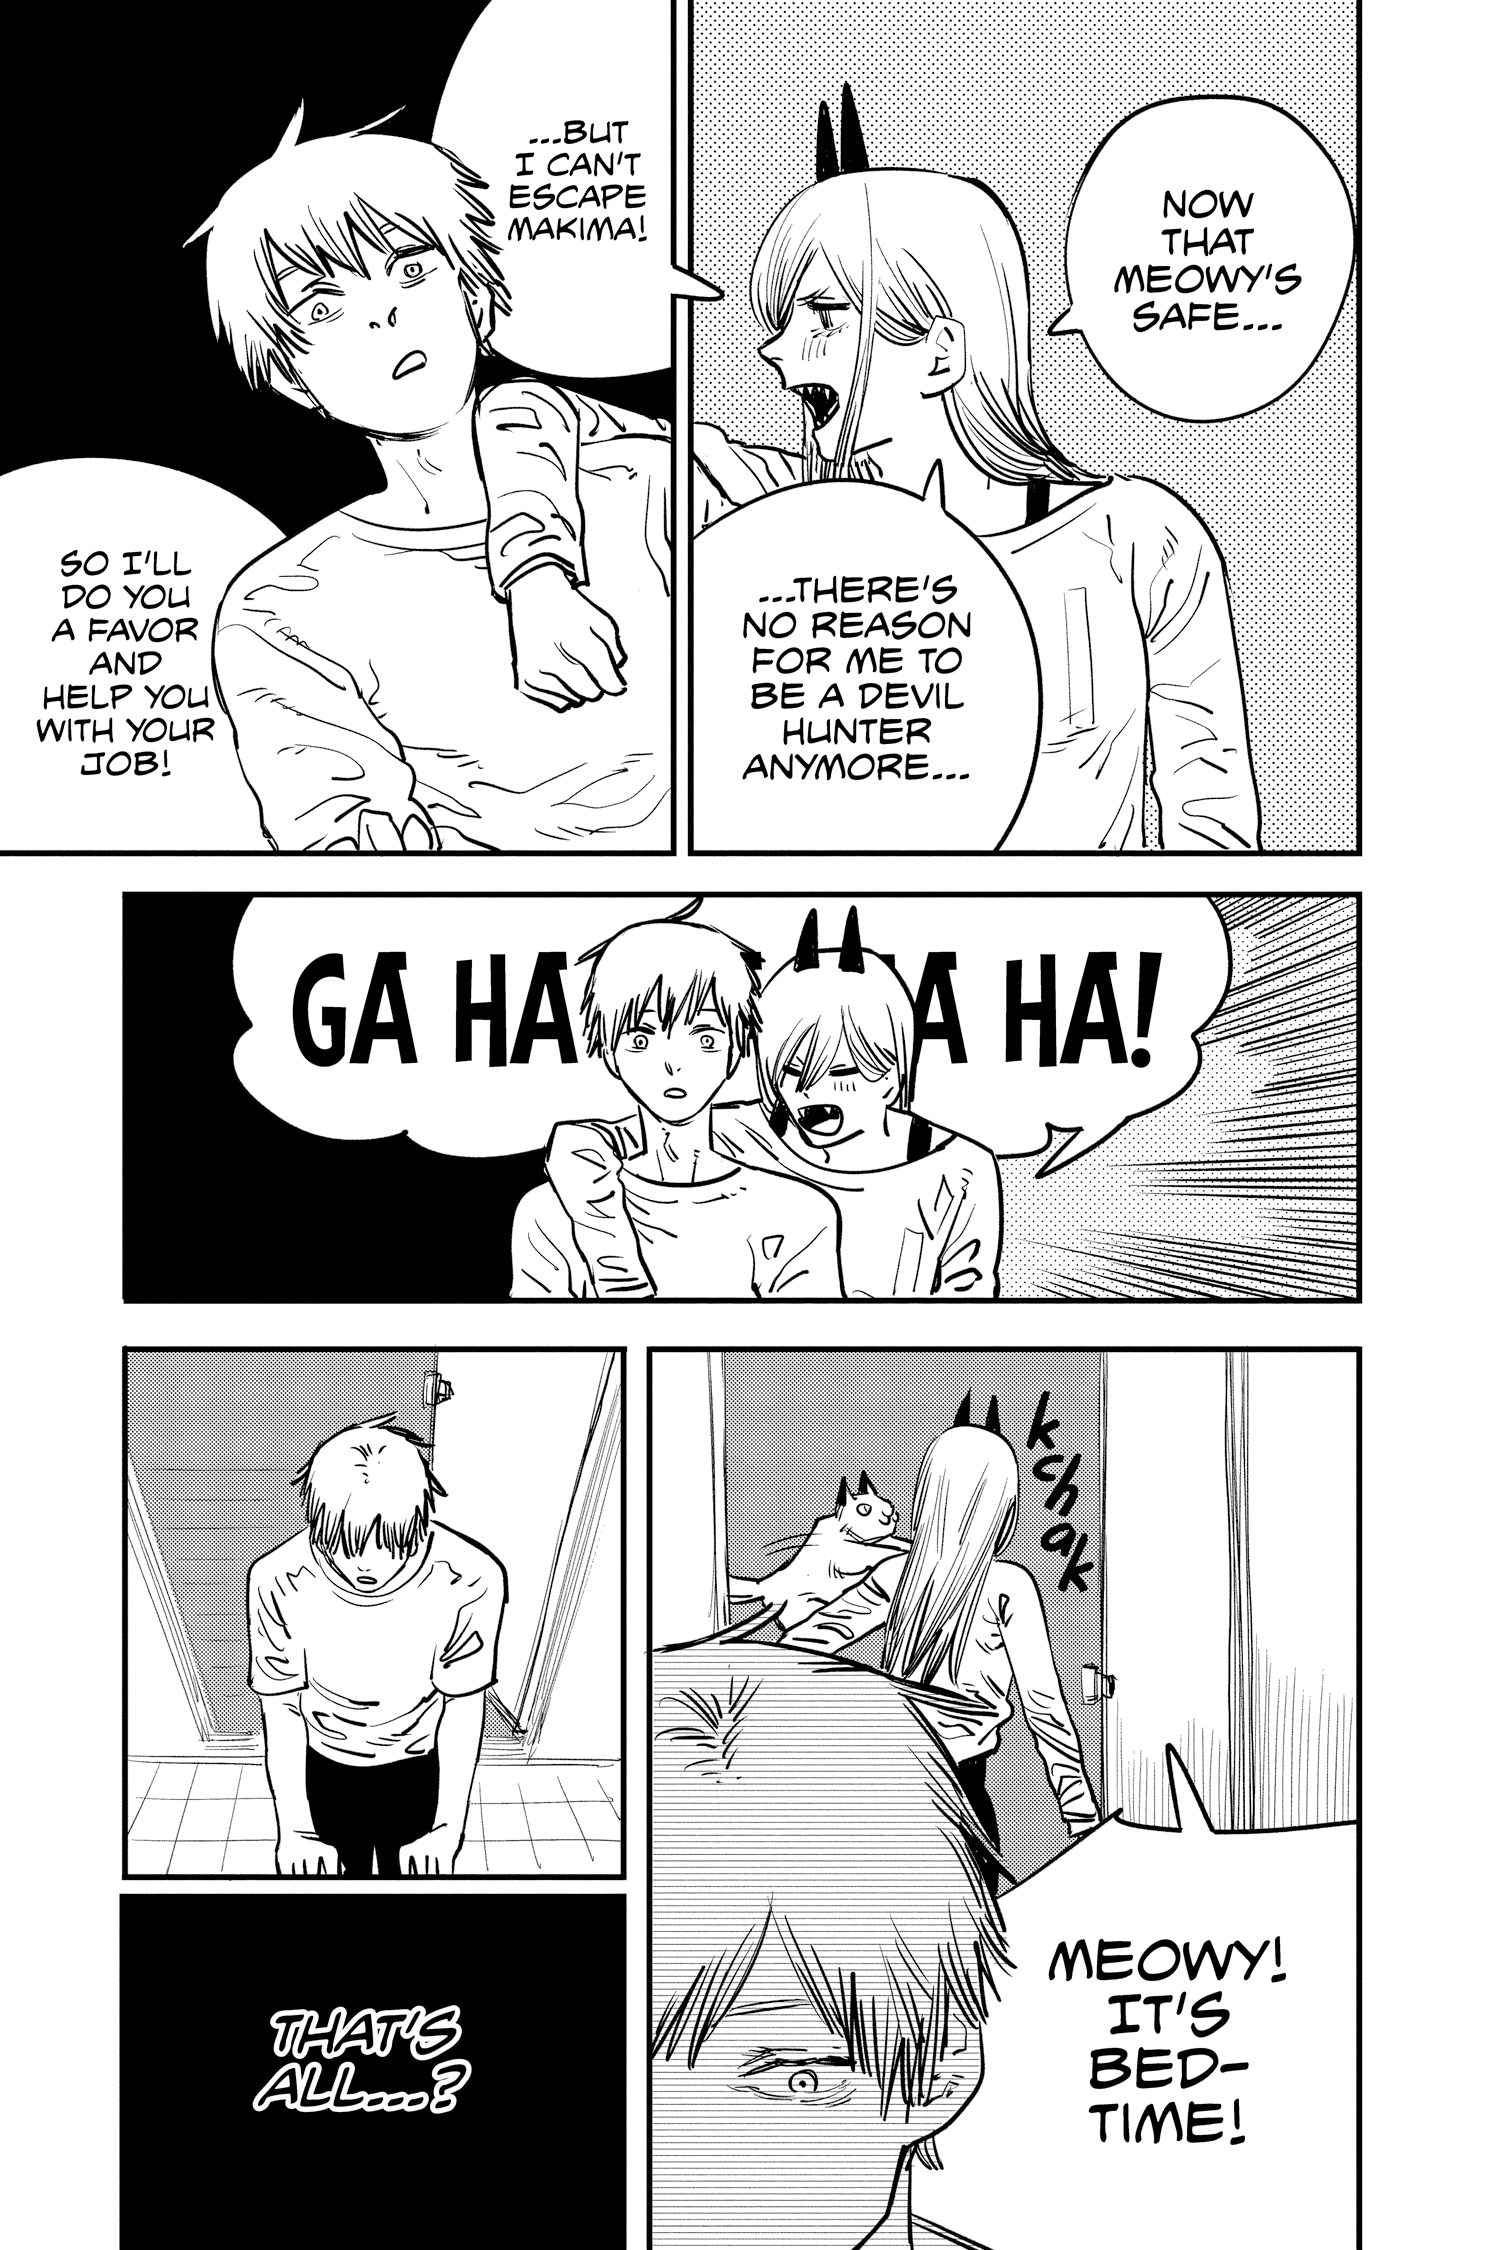 NOW
THAT
MEOWY'S
SAFE...
...THERE'S
NO REASON
FOR ME TO
BE A DEVIL
HUNTER
ANYMORE...
...BUT
I CAN'T
ESCAPE
MAKIMA!
SO I'LL
DO YOU
A FAVOR
AND
HELP YOU
WITH YOUR
JOB!
GA HA HA HA!
kchak
MEOWY!
IT'S
BED-
TIME!
THAT'S
ALL...?